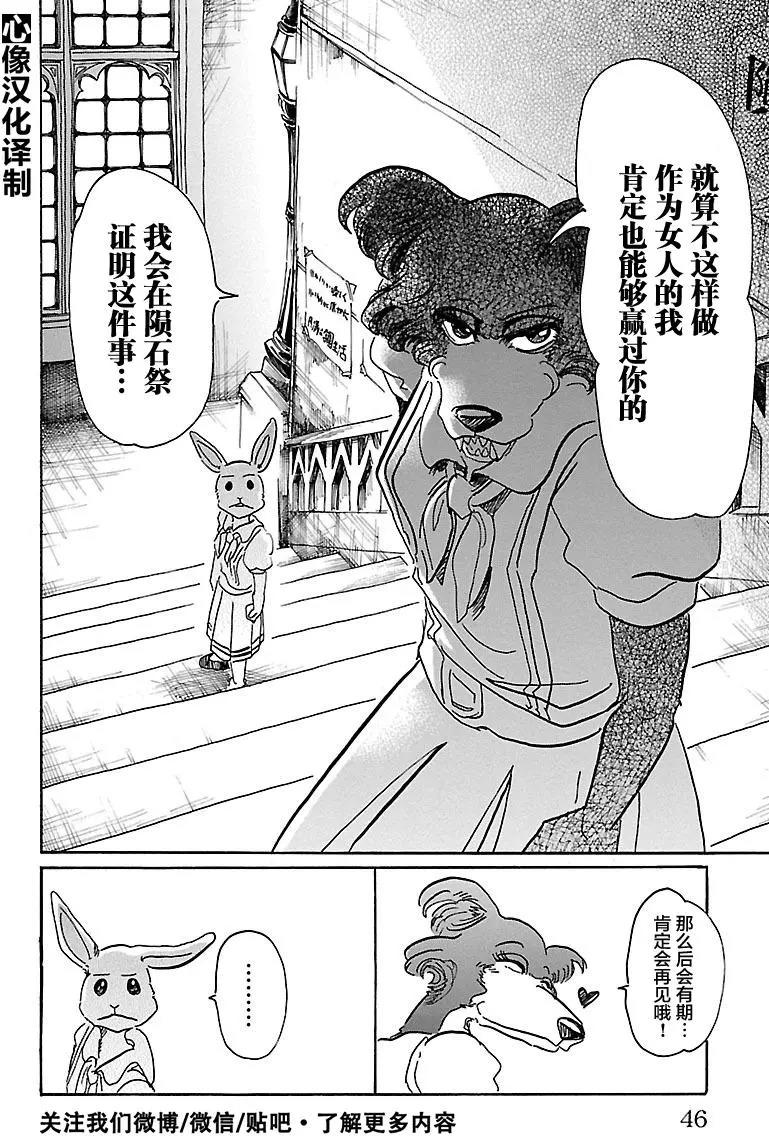 心像汉化译制
就算不这样做
作为女人的我
肯定也能够赢过你的
我会在陨石祭
证明这件事…
那么后会有期…
肯定会再见哦！
………
关注我们微博/微信/贴吧·了解更多内容
46